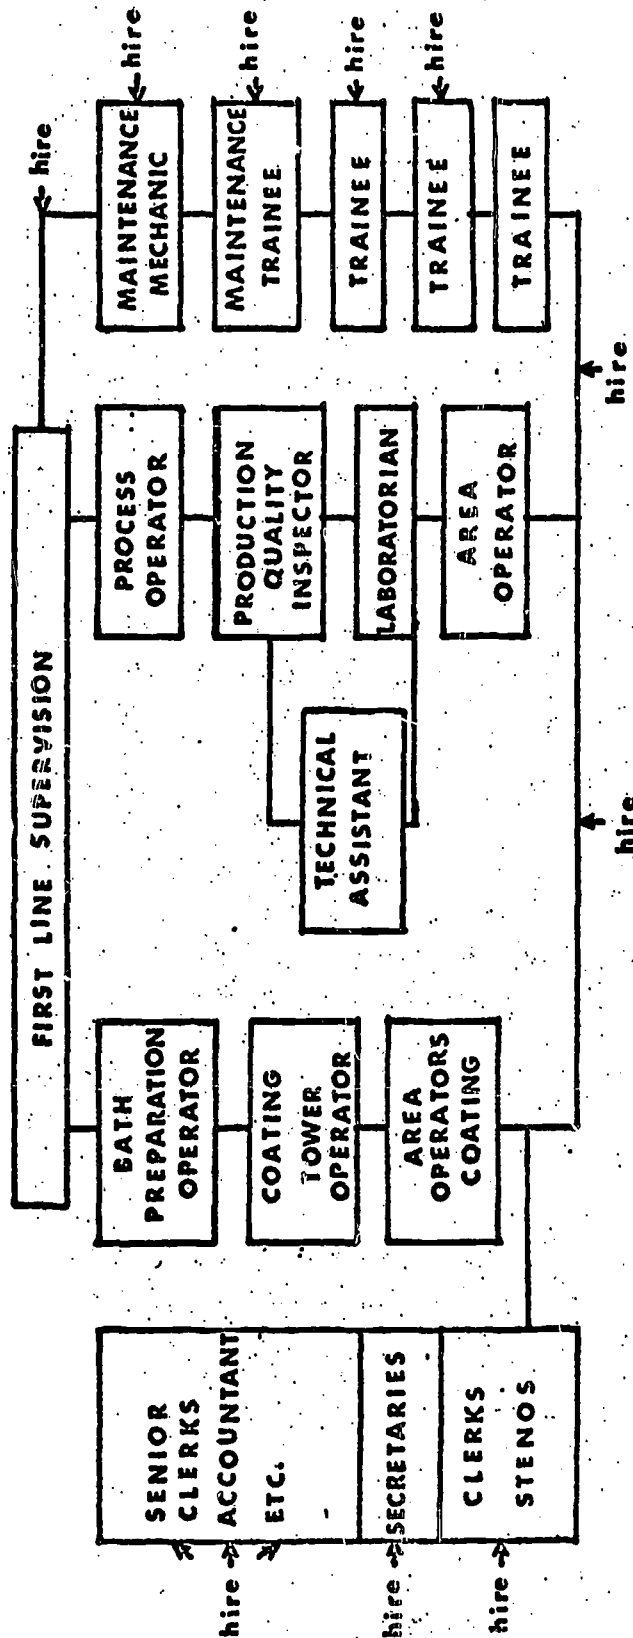 FIRST LINE SUPERVISION
hire
SENIOR
CLERKS
ACCOUNTANT
ETC.
hire
SECRETARIES
hire
CLERKS
STENOS
hire
BATH
PREPARATION
OPERATOR
COATING
TOWER
OPERATOR
AREA
OPERATORS
COATING
TECHNICAL
ASSISTANT
PROCESS
OPERATOR
PRODUCTION
QUALITY
INSPECTOR
LABORATORIAN
AREA
OPERATOR
MAINTENANCE
MECHANIC
hire
MAINTENANCE
TRAINEE
hire
TRAINEE
hire
TRAINEE
hire
TRAINEE
hire
hire